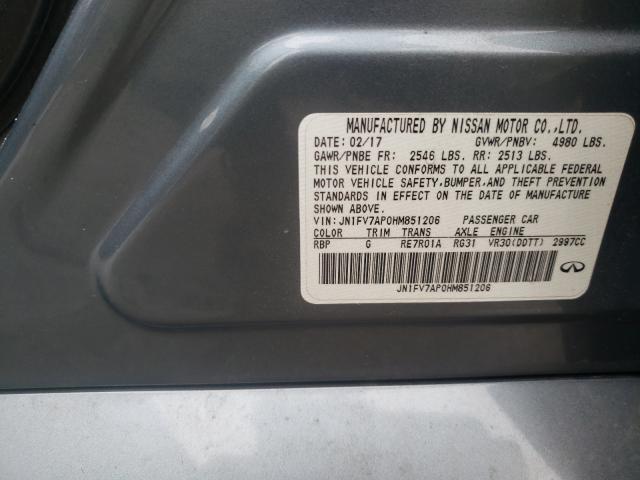 MANUFACTURED BY NISSAN MOTOR CO.,LTD.
DATE: 02/17 GVWR/PNBV: 4980 LBS.
GAWR/PNBE FR: 2546 LBS. RR: 2513 LBS.
THIS VEHICLE CONFORMS TO ALL APPLICABLE FEDERAL
MOTOR VEHICLE SAFETY,BUMPER,AND THEFT PREVENTION
STANDARDS IN EFFECT ON THE DATE OF MANUFACTURE
SHOWN ABOVE.
VIN: JN1FV7AP0HM851206 PASSENGER CAR
COLOR TRIM TRANS AXLE ENGINE
RBP G RE7R01A RG31 VR30(DDTT) 2997CC
JN1FV7AP0HM851206